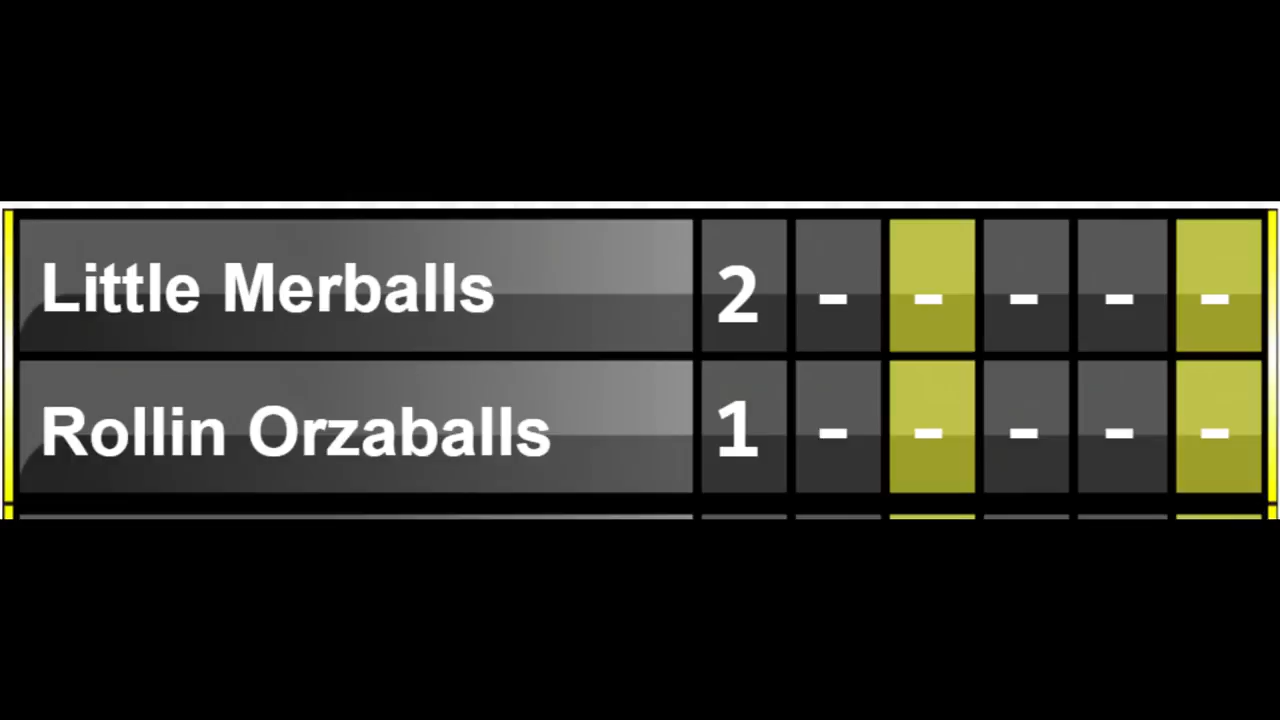 Little Merballs 2 - - - - -
Rollin Orzaballs 1 - - - - -